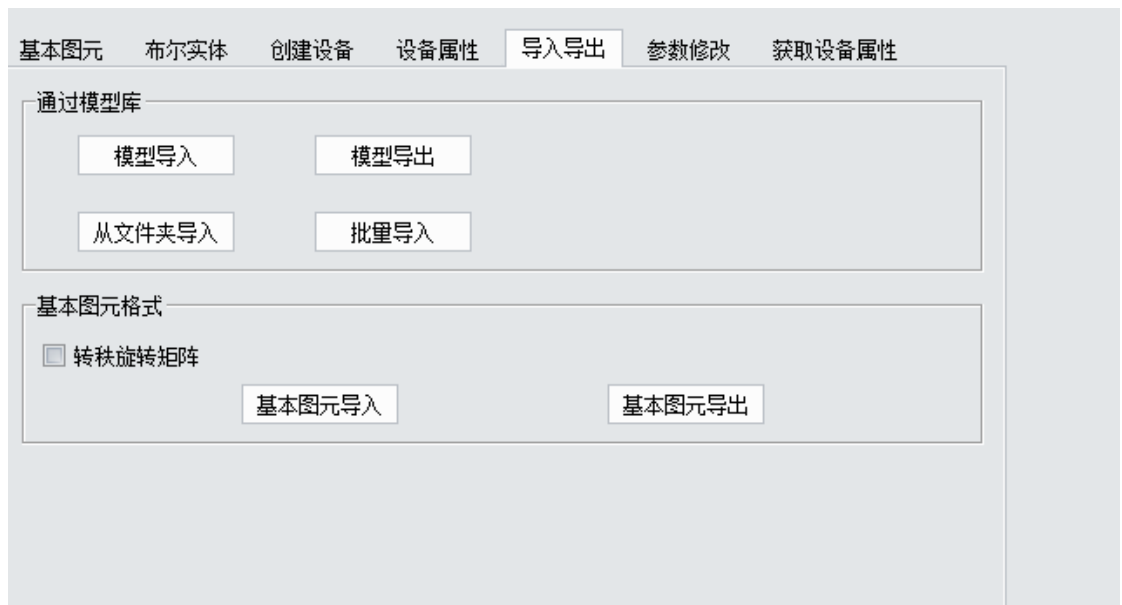 基本图元 布尔实体 创建设备 设备属性 导入导出 参数修改 获取设备属性
通过模型库
模型导入 模型导出
从文件夹导入 批量导入
基本图元格式
转秩旋转矩阵
基本图元导入 基本图元导出